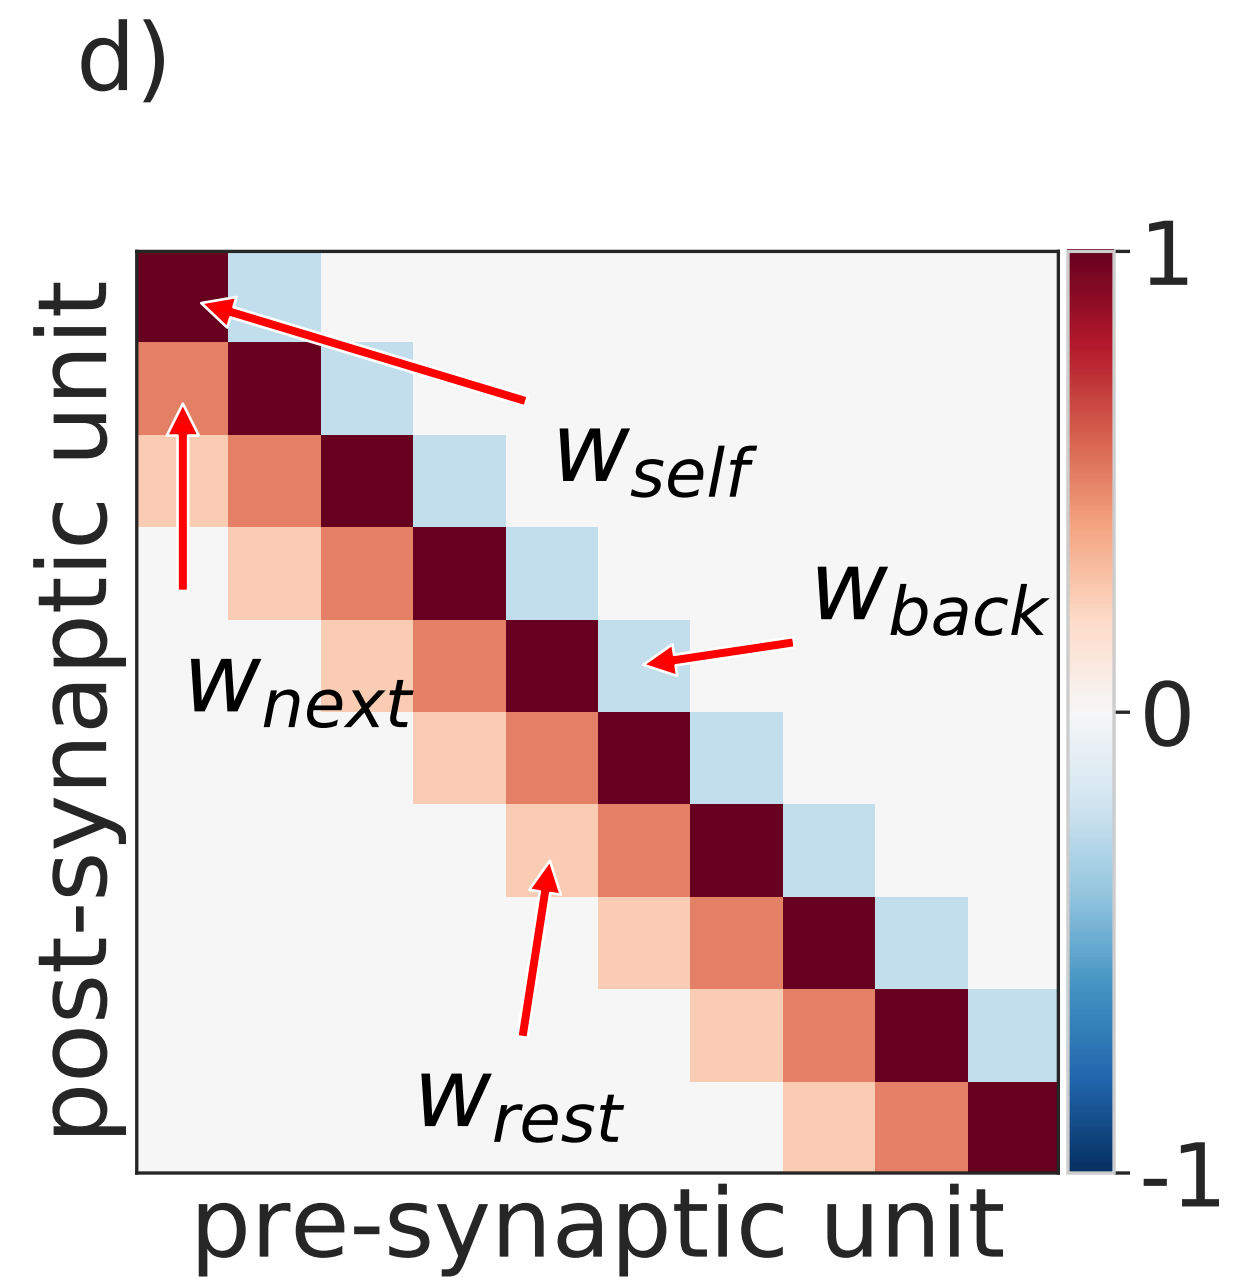 d)
post-synaptic unit
w_self
w_back
w_next
w_rest
pre-synaptic unit
1
0
-1